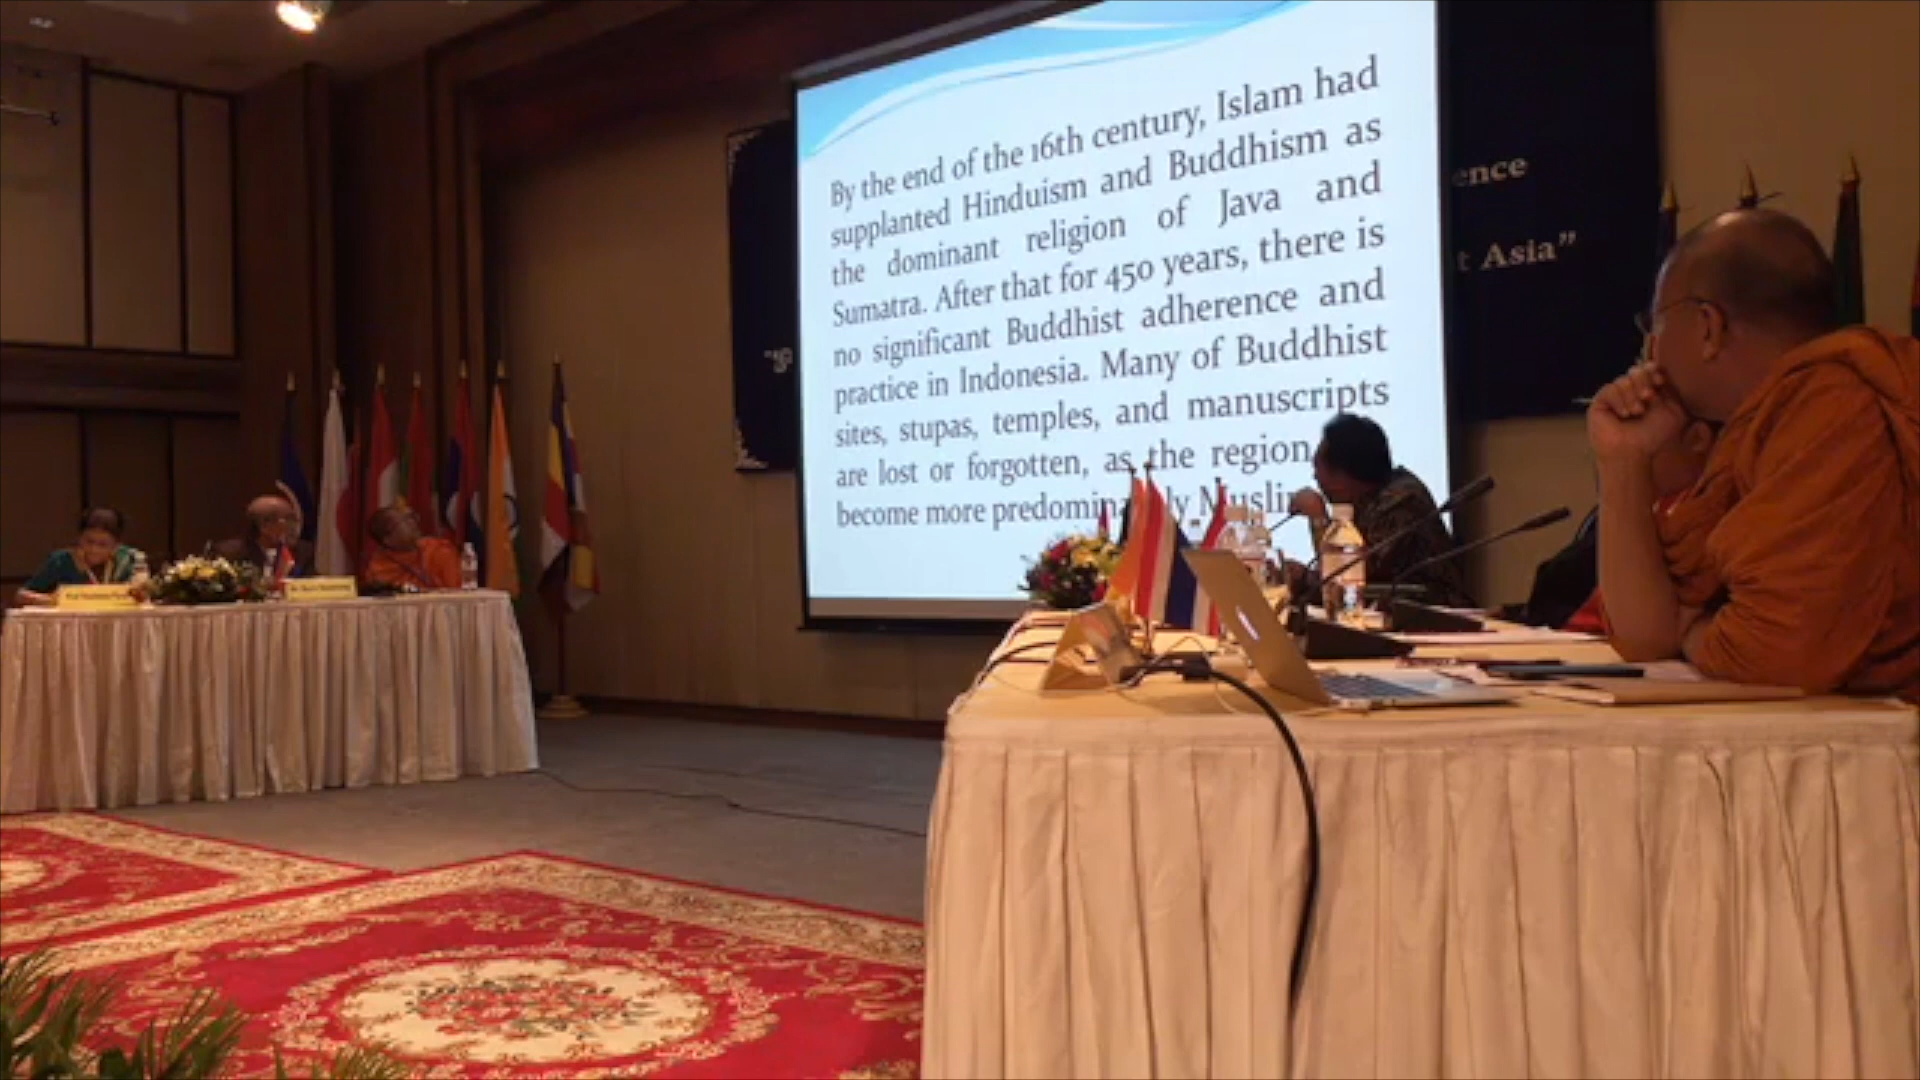 By the end of the 16th century, Islam had
supplanted Hinduism and Buddhism as
the dominant religion of Java and
Sumatra. After that for 450 years, there is
no significant Buddhist adherence and
practice in Indonesia. Many of Buddhist
sites, stupas, temples, and manuscripts
are lost or forgotten, as the region
become more predomin ly Musli
ence
t Asia”